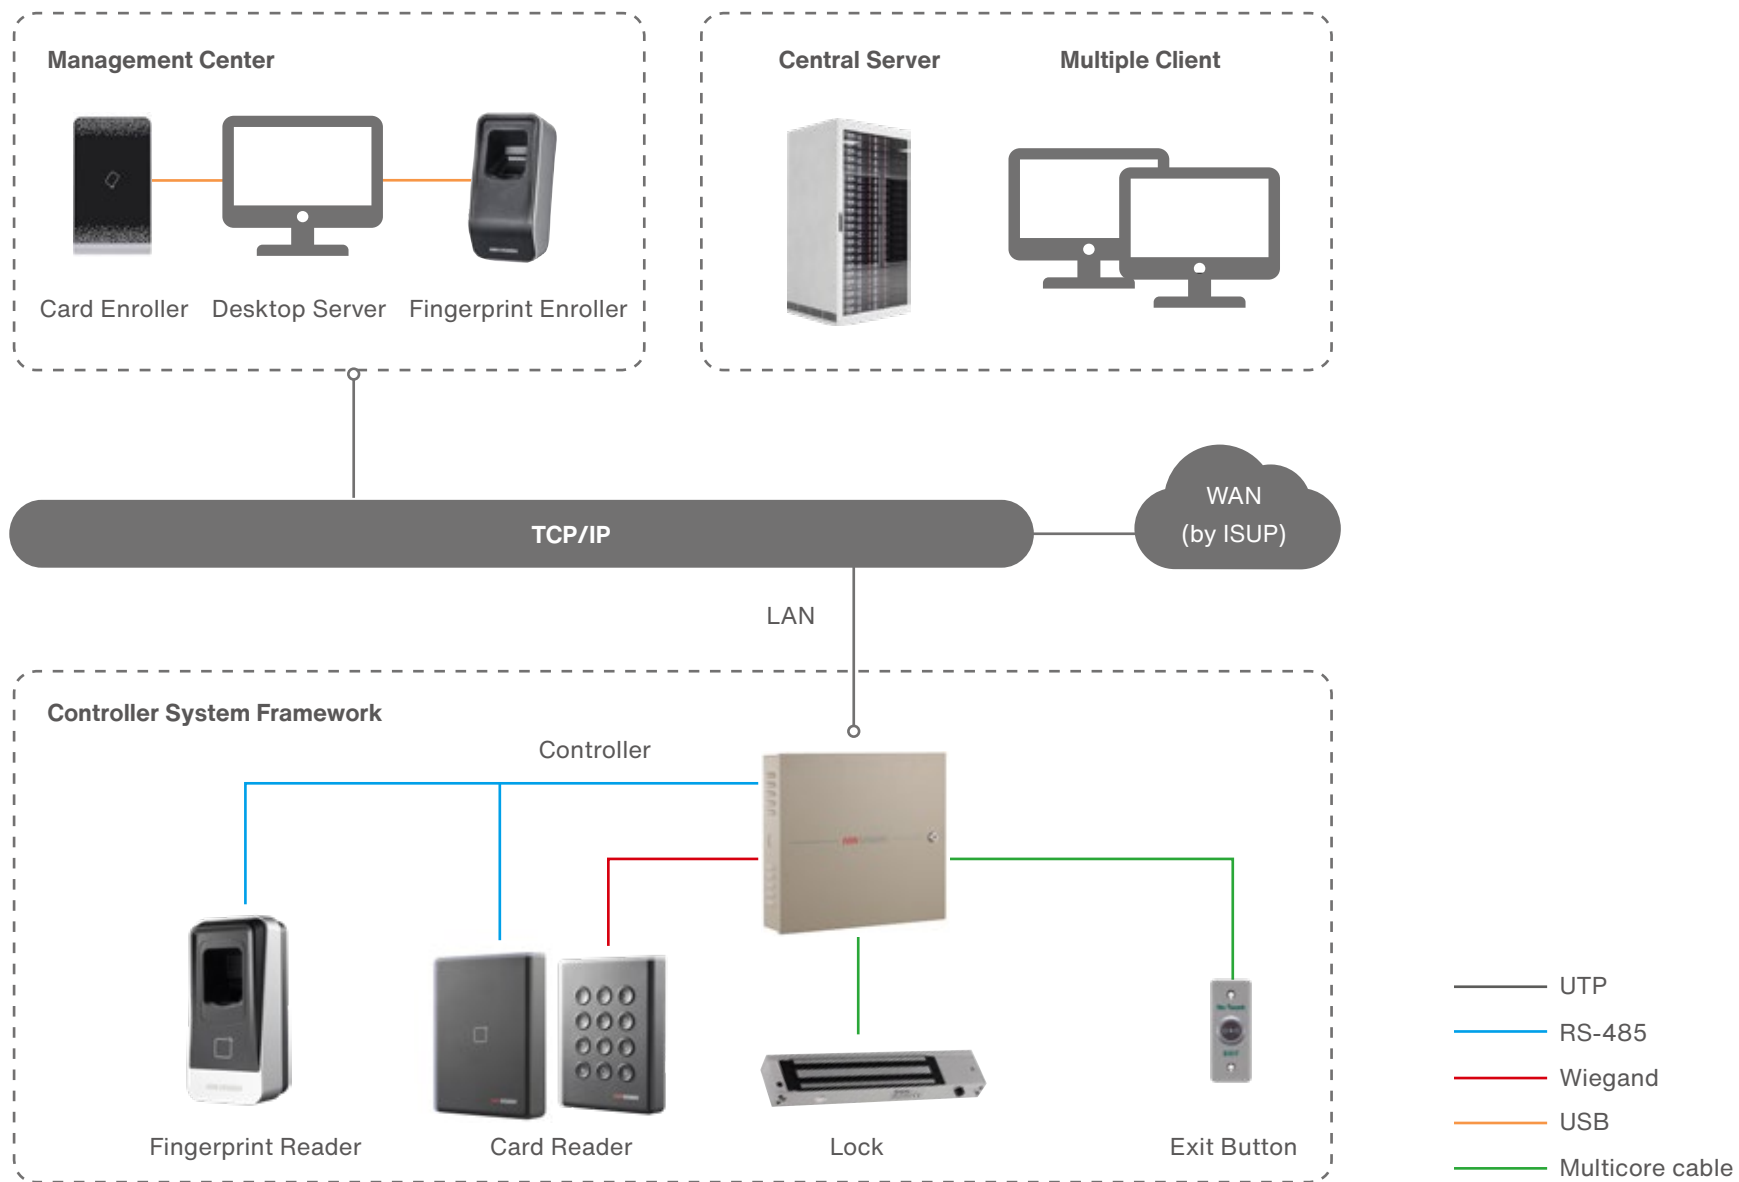 Management Center
Central Server
Multiple Client
Card Enroller
Desktop Server
Fingerprint Enroller
WAN
(by ISUP)
TCP/IP
LAN
Controller System Framework
Controller
UTP
RS-485
Wiegand
USB
Multicore cable
EXIT
Fingerprint Reader
Card Reader
Lock
Exit Button